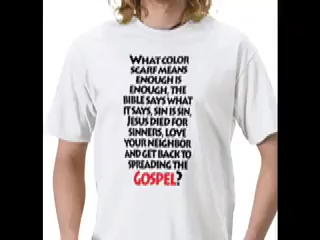 WHAT COLOR
SCARF MEANS
ENOUGH IS
ENOUGH, THE
BIBLE SAYS WHAT
IT SAYS, SIN IS SIN,
JESUS DIED FOR
SINNERS, LOVE
YOUR NEIGHBOR
AND GET BACK TO
SPREADING THE
GOSPEL?